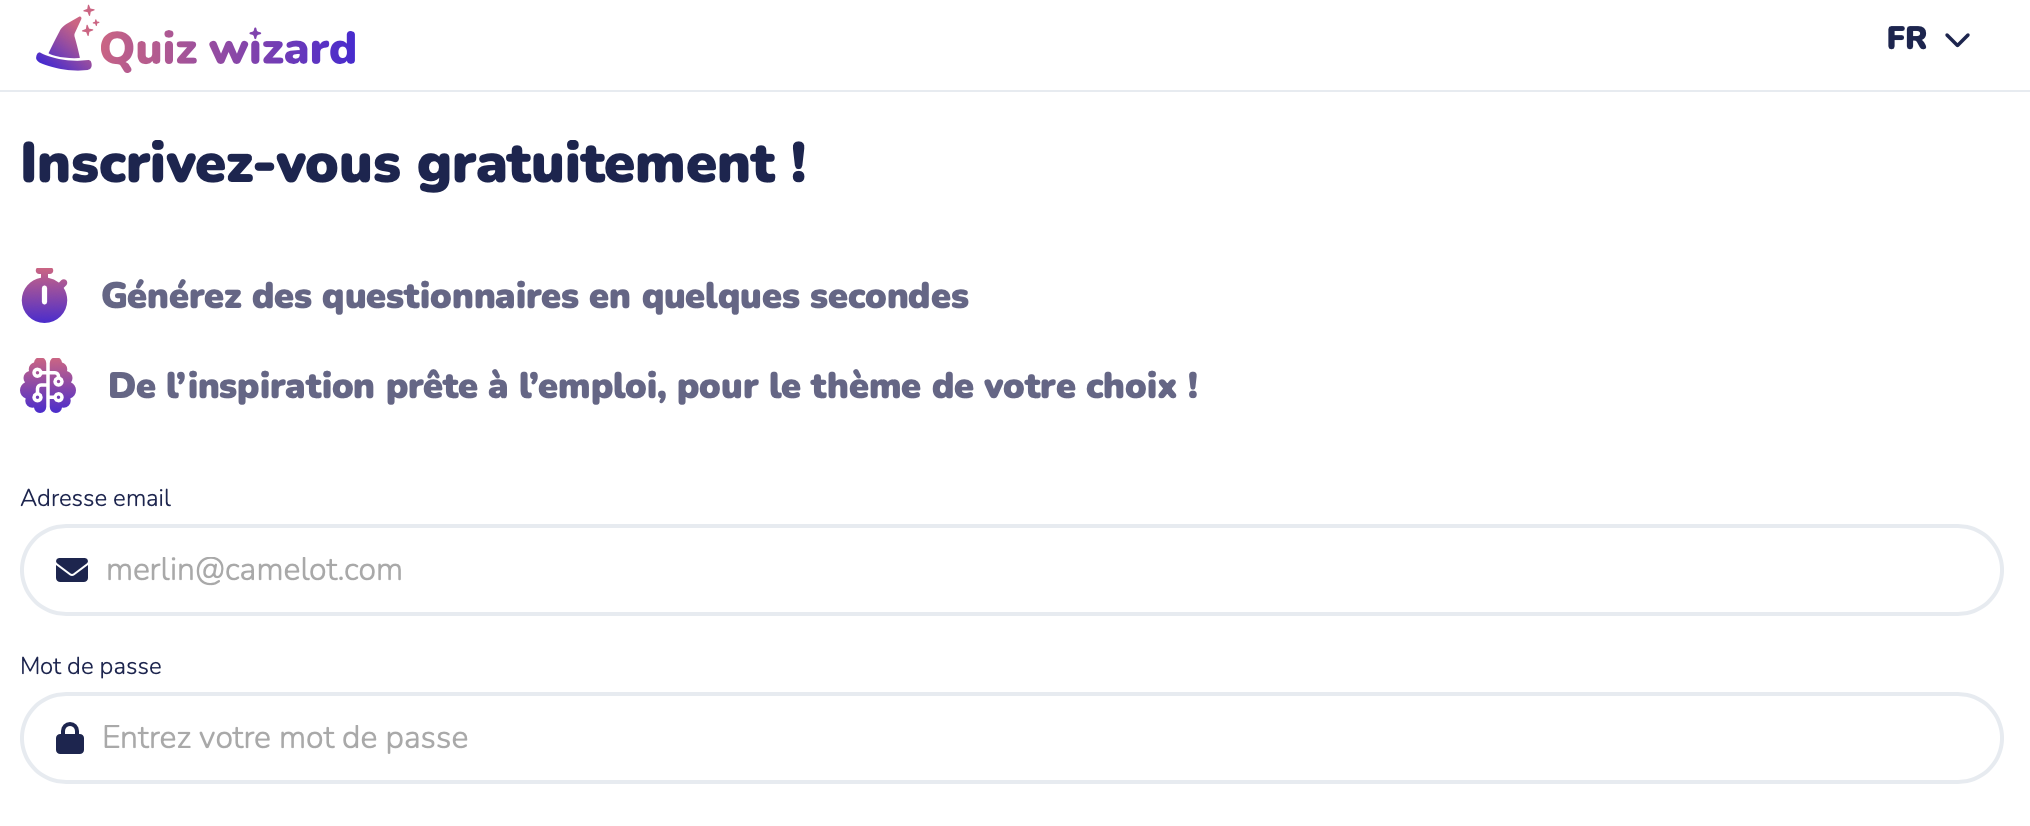 Quiz wizard
FR
Inscrivez-vous gratuitement !
Générez des questionnaires en quelques secondes
De l’inspiration prête à l’emploi, pour le thème de votre choix !
Adresse email
merlin@camelot.com
Mot de passe
Entrez votre mot de passe